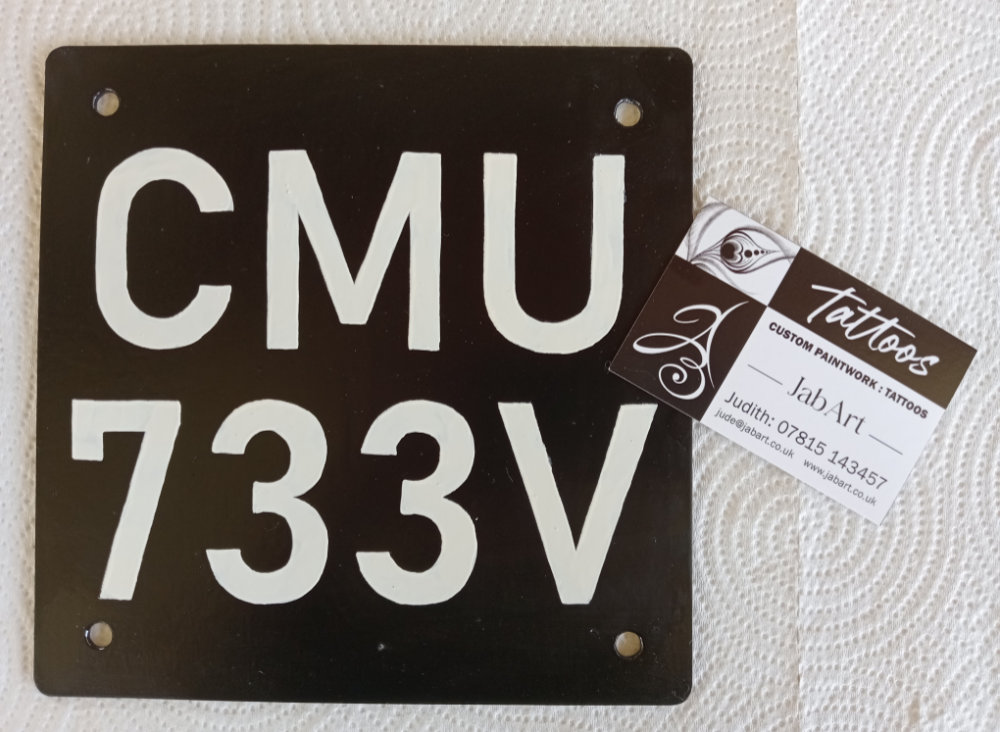 CMU
733V
Tattoos
CUSTOM PAINTWORK : TATTOOS
JabArt
Judith: 07815 143457
jude@jabart.co.uk www.jabart.co.uk